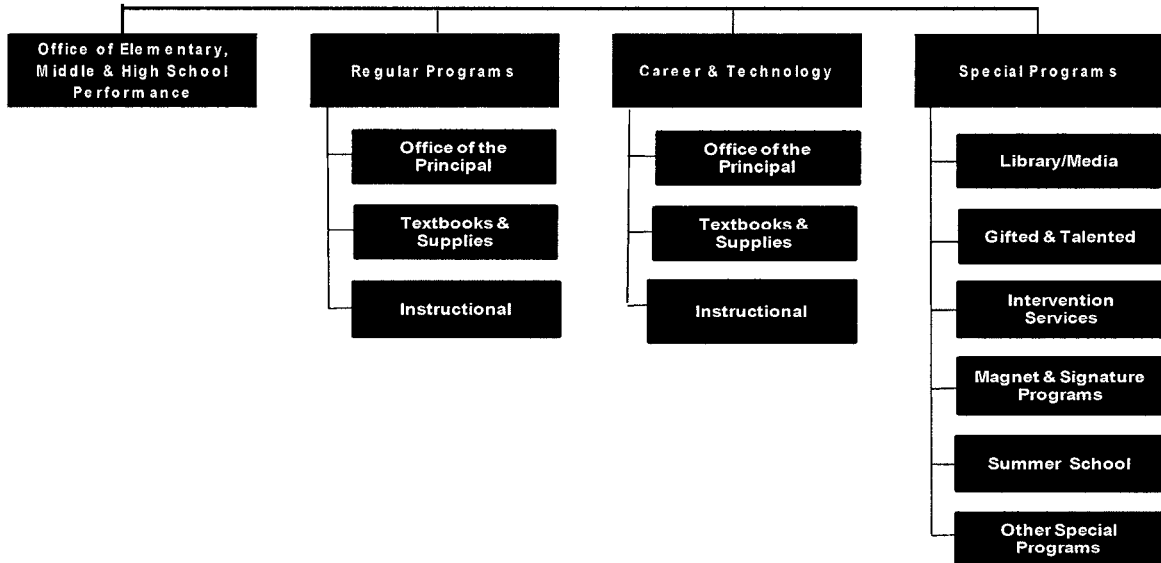 Office of Elementary,
Middle & High School
Performance
Regular Programs
Office of the
Principal
Textbooks &
Supplies
Instructional
Career & Technology
Office of the
Principal
Textbooks &
Supplies
Instructional
Special Programs
Library/Media
Gifted & Talented
Intervention
Services
Magnet & Signature
Programs
Summer School
Other Special
Programs